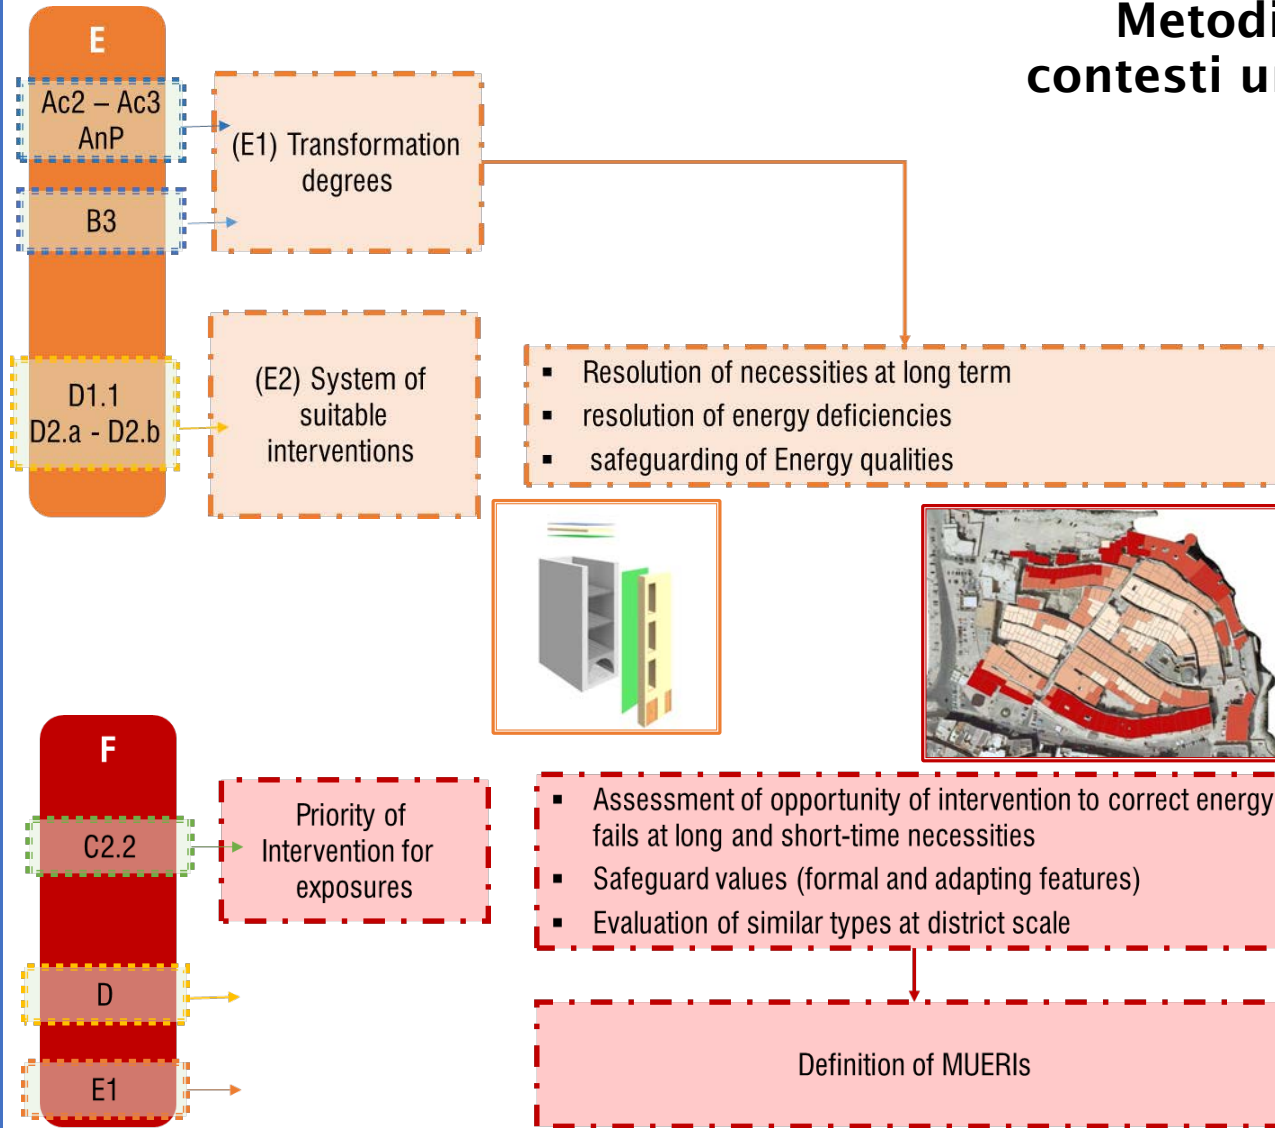 Metodi
contesti u
E
Ac2 – Ac3
AnP
(E1) Transformation
degrees
B3
D1.1
D2.a - D2.b
(E2) System of
suitable
interventions
▪ Resolution of necessities at long term
▪ resolution of energy deficiencies
▪ safeguarding of Energy qualities
F
C2.2
Priority of
Intervention for
exposures
▪ Assessment of opportunity of intervention to correct energy
fails at long and short-time necessities
▪ Safeguard values (formal and adapting features)
▪ Evaluation of similar types at district scale
D
E1
Definition of MUERIs